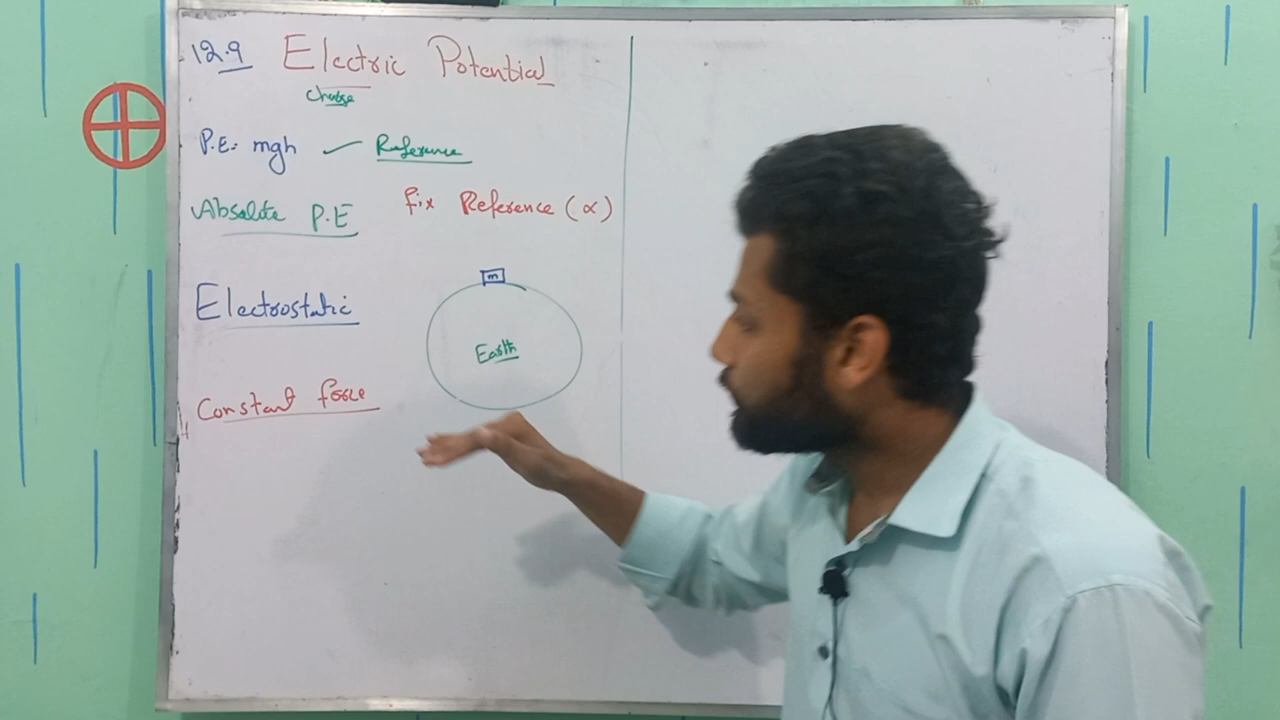 12.9 Electric Potential
Charge
P.E = mgh ✓ Reference
Absolute P.E fix Reference (∝)
m
Electrostatic
Earth
Constant force